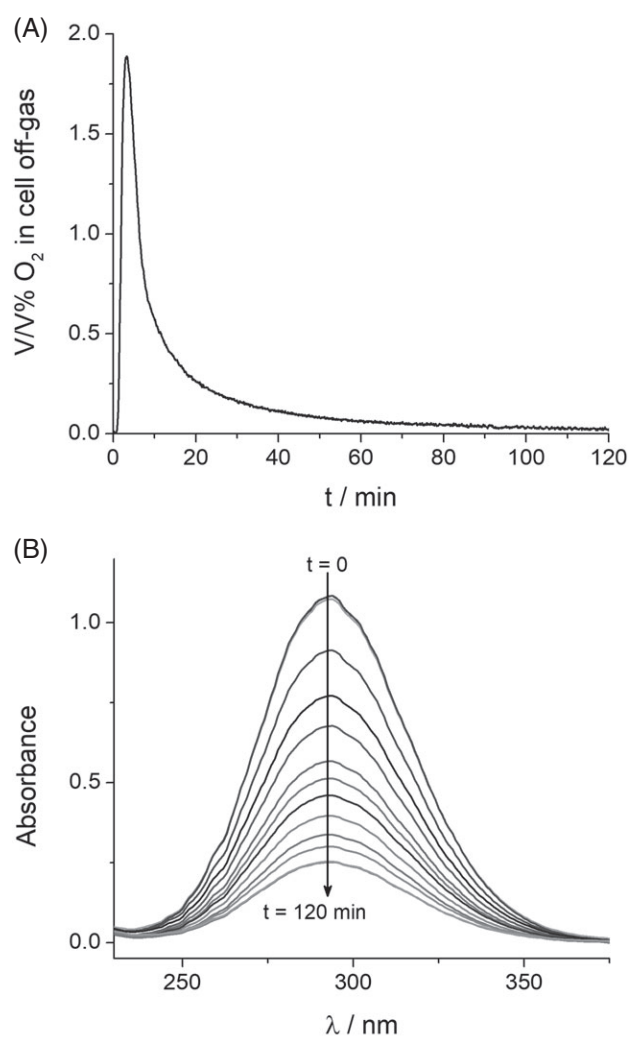 (A)
2.0
1.5
1.0
0.5
0.0
V/V% O₂ in cell off-gas
0 20 40 60 80 100 120
t / min
(B)
t = 0
1.0
0.5
0.0
Absorbance
t = 120 min
250 300 350
λ / nm